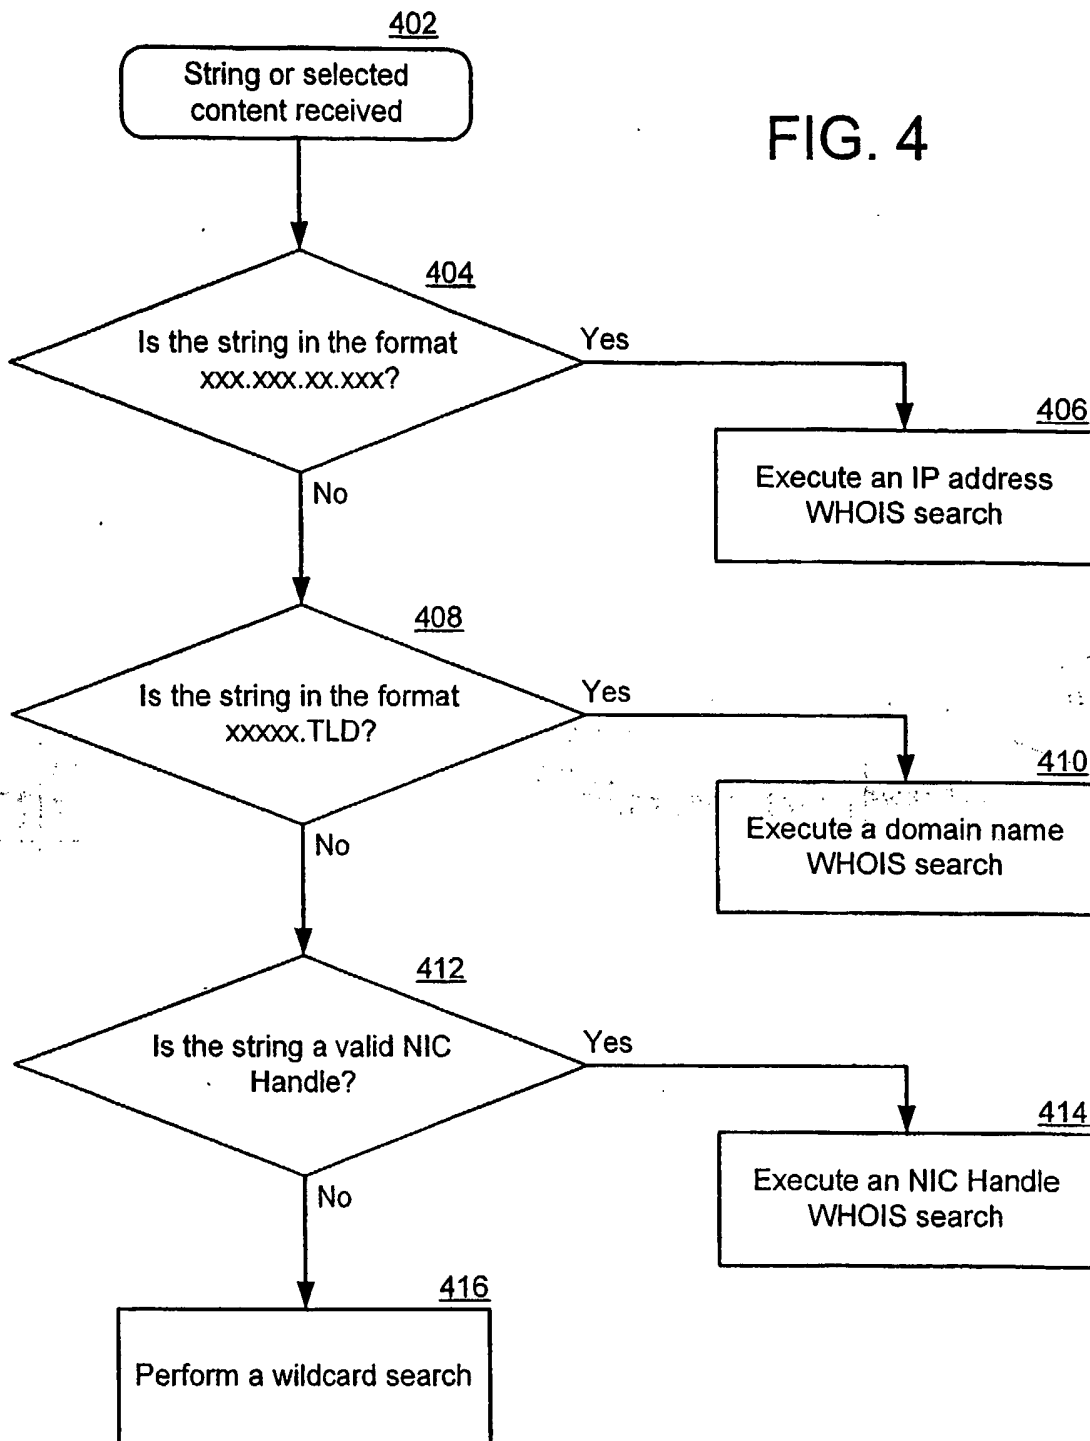 402
String or selected
content received
FIG. 4
404
Is the string in the format
xxx.xxx.xx.xxx?
Yes
406
Execute an IP address
WHOIS search
No
408
Is the string in the format
xxxxx.TLD?
Yes
410
Execute a domain name
WHOIS search
No
412
Is the string a valid NIC
Handle?
Yes
414
Execute an NIC Handle
WHOIS search
No
416
Perform a wildcard search